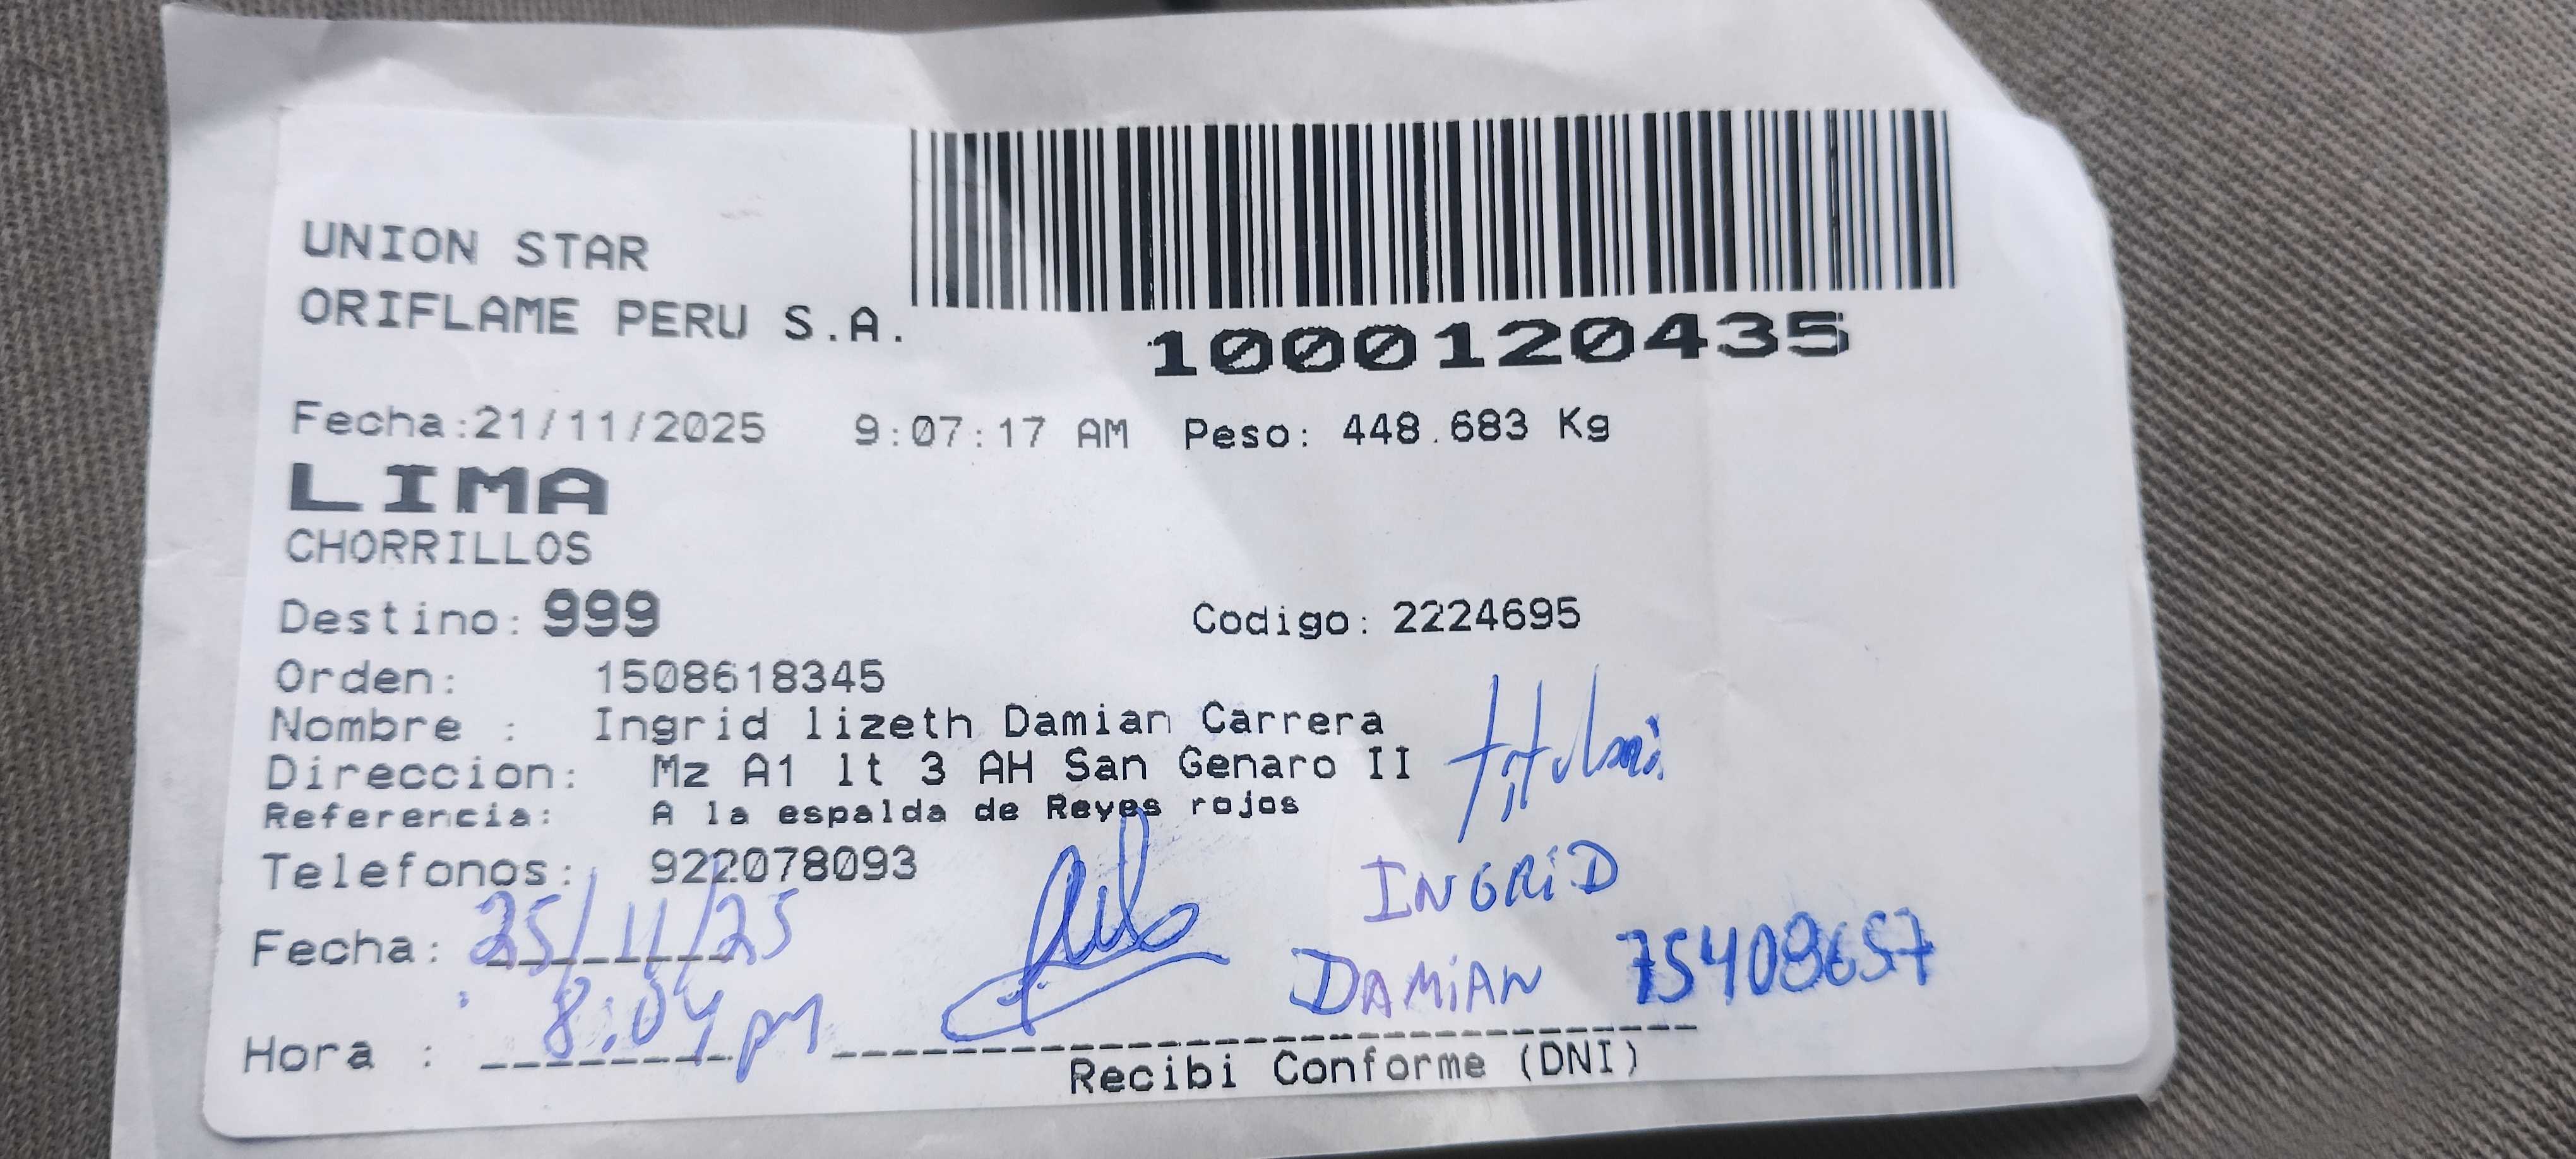 UNION STAR
ORIFLAME PERU S.A.
1000120435
Fecha:21/11/2025 9:07:17 AM Peso: 448.683 Kg
LIMA
CHORRILLOS
Destino: 999 Codigo: 2224695
Orden: 1508618345
Nombre : Ingrid lizeth Damian Carrera
Direccion: Mz A1 lt 3 AH San Genaro II
Referencia: A la espalda de Reyes rojos
Telefonos: 922078093
INGRID
Fecha: 25/11/25
DAMIAN 75408657
Hora : 8:04 pm
Recibi Conforme (DNI)